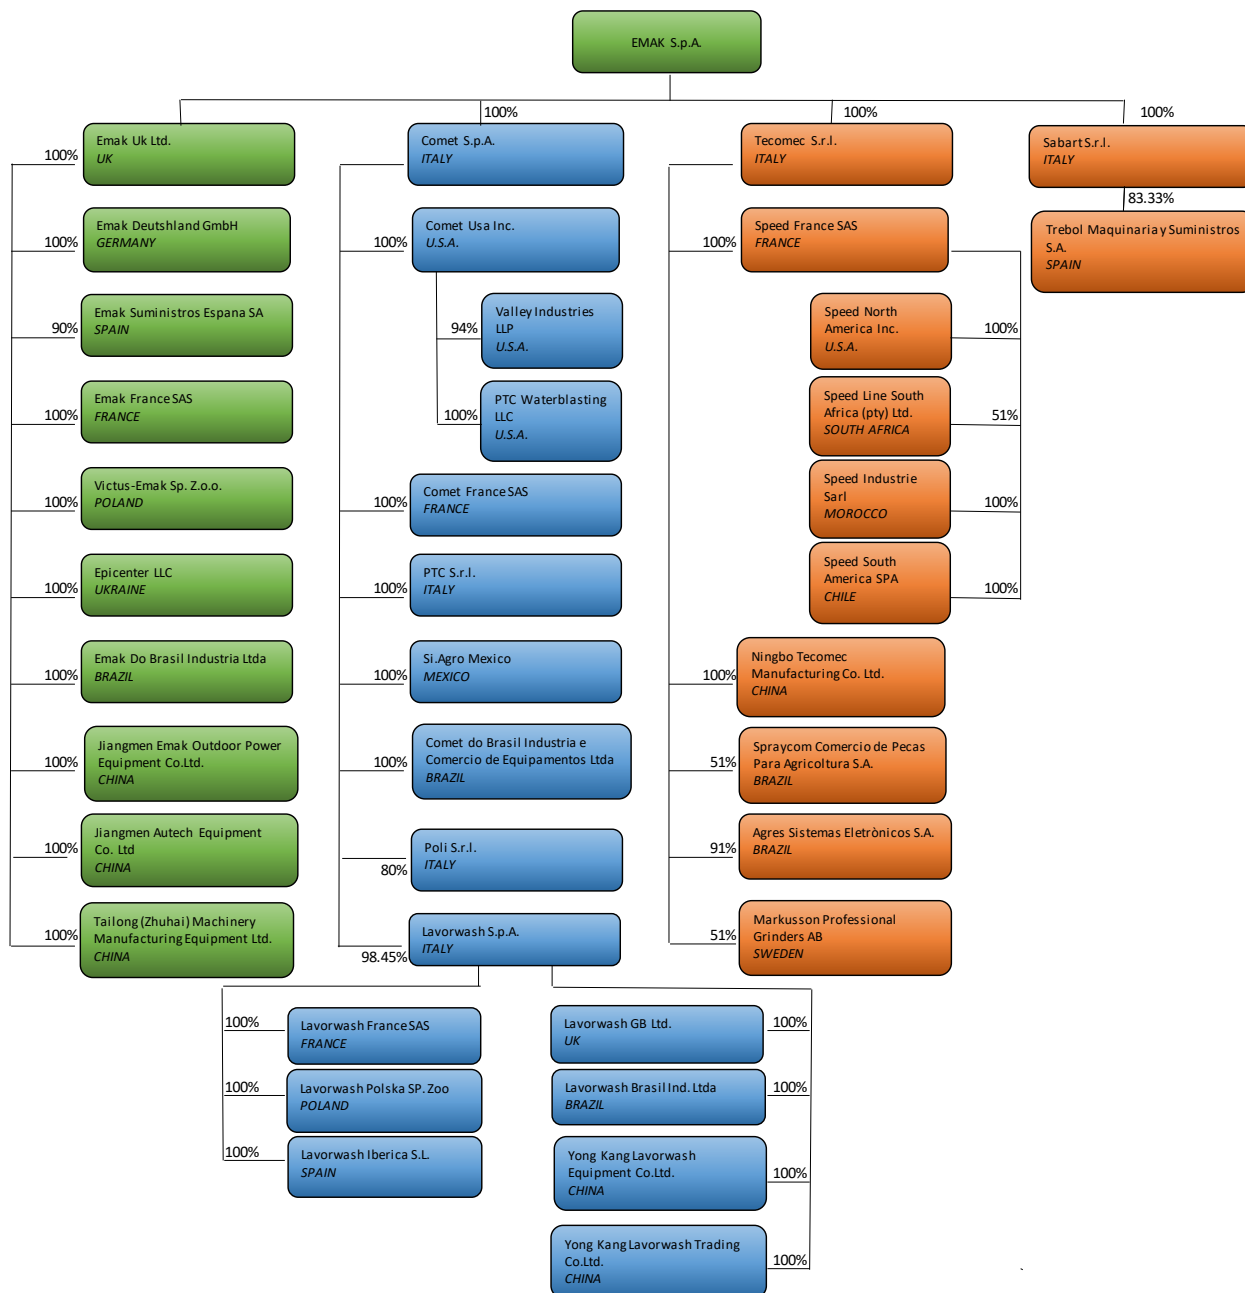 EMAK S.p.A.
100%
100%
100%
Emak Uk Ltd.
UK
100%
Emak Deutshland GmbH
GERMANY
100%
Emak Suministros Espana SA
SPAIN
90%
Emak France SAS
FRANCE
100%
Victus-Emak Sp. Z.o.o.
POLAND
100%
Epicenter LLC
UKRAINE
100%
Emak Do Brasil Industria Ltda
BRAZIL
100%
Jiangmen Emak Outdoor Power
Equipment Co.Ltd.
CHINA
100%
Jiangmen Autech Equipment
Co. Ltd
CHINA
100%
Tailong (Zhuhai) Machinery
Manufacturing Equipment Ltd.
CHINA
100%
Comet S.p.A.
ITALY
Comet Usa Inc.
U.S.A.
100%
Valley Industries
LLP
U.S.A.
94%
PTC Waterblasting
LLC
U.S.A.
100%
Comet France SAS
FRANCE
100%
PTC S.r.l.
ITALY
100%
Si.Agro Mexico
MEXICO
100%
Comet do Brasil Industria e
Comercio de Equipamentos Ltda
BRAZIL
100%
Poli S.r.l.
ITALY
80%
Lavorwash S.p.A.
ITALY
98.45%
Lavorwash France SAS
FRANCE
100%
Lavorwash Polska SP. Zoo
POLAND
100%
Lavorwash Iberica S.L.
SPAIN
100%
Lavorwash GB Ltd.
UK
100%
Lavorwash Brasil Ind. Ltda
BRAZIL
100%
Yong Kang Lavorwash
Equipment Co.Ltd.
CHINA
100%
Yong Kang Lavorwash Trading
Co.Ltd.
CHINA
100%
Tecomec S.r.l.
ITALY
Speed France SAS
FRANCE
100%
Speed North
America Inc.
U.S.A.
100%
Speed Line South
Africa (pty) Ltd.
SOUTH AFRICA
51%
Speed Industrie
Sarl
MOROCCO
100%
Speed South
America SPA
CHILE
100%
Ningbo Tecomec
Manufacturing Co. Ltd.
CHINA
100%
Spraycom Comercio de Pecas
Para Agricoltura S.A.
BRAZIL
51%
Agres Sistemas Eletrònicos S.A.
BRAZIL
91%
Markusson Professional
Grinders AB
SWEDEN
51%
Sabart S.r.l.
ITALY
83.33%
Trebol Maquinaria y Suministros
S.A.
SPAIN